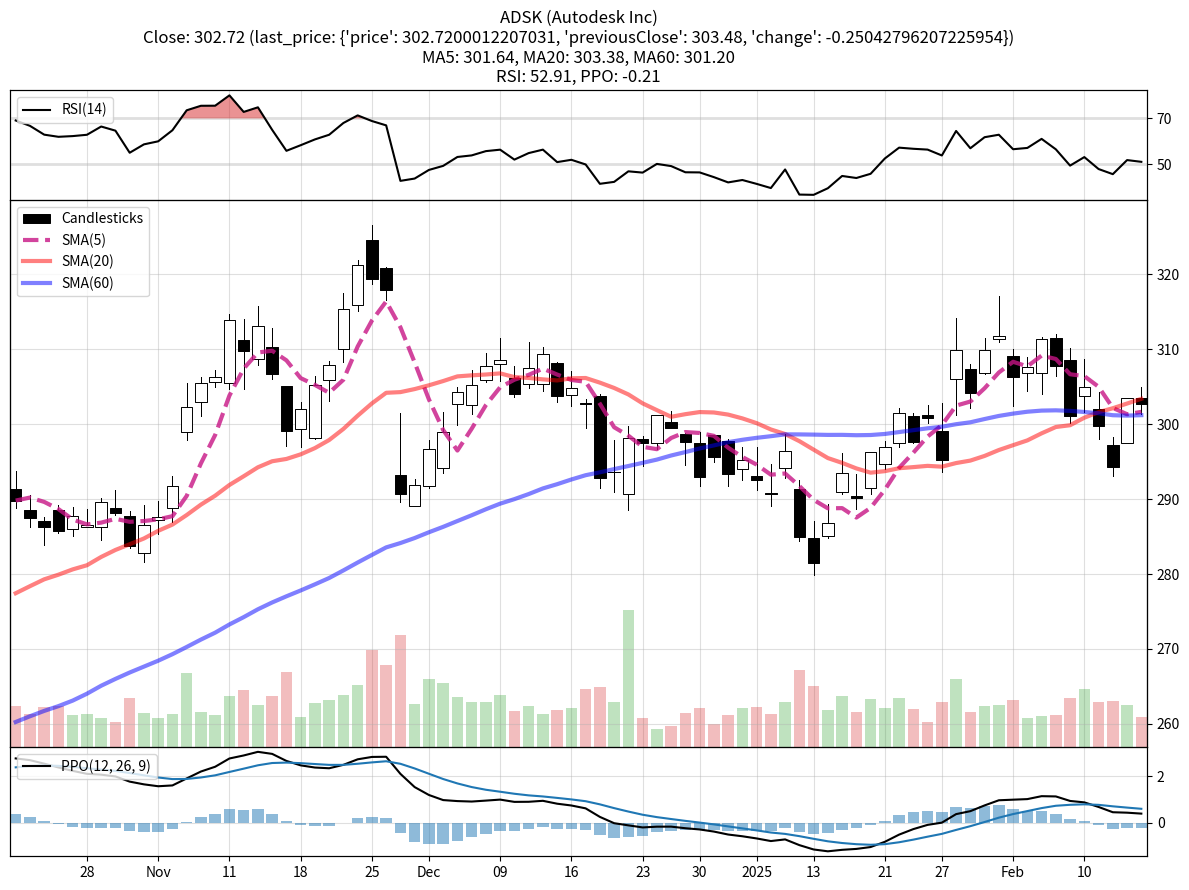 ADSK (Autodesk Inc)
Close: 302.72 (last_price: {'price': 302.7200012207031, 'previousClose': 303.48, 'change': -0.25042796207225954})
MA5: 301.64, MA20: 303.38, MA60: 301.20
RSI: 52.91, PPO: -0.21
RSI(14)
70
50
Candlesticks
SMA(5)
SMA(20)
SMA(60)
320
310
300
290
280
270
260
PPO(12, 26, 9)
2
0
28 Nov 11 18 25 Dec 09 16 23 30 2025 13 21 27 Feb 10